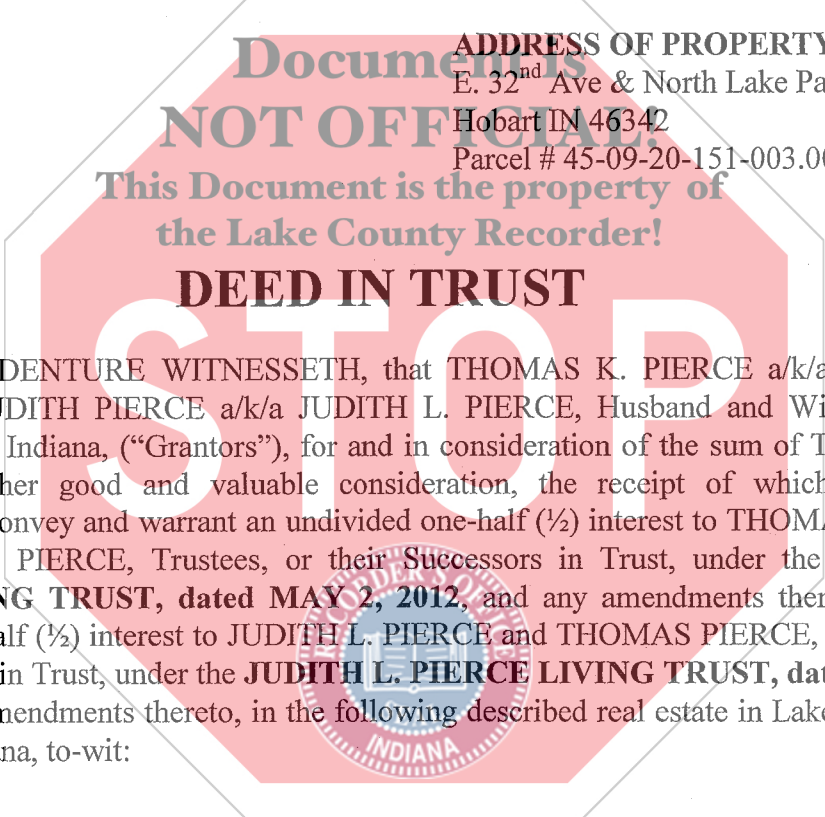 Document is
ADDRESS OF PROPERTY
E. 32nd Ave & North Lake Pa
NOT OFFICIAL!
Hobart IN 46342
Parcel # 45-09-20-151-003.00
This Document is the property of
the Lake County Recorder!
DEED IN TRUST
STOP
DENTURE WITNESSETH, that THOMAS K. PIERCE a/k/a
UDITH PIERCE a/k/a JUDITH L. PIERCE, Husband and Wi
Indiana, (“Grantors”), for and in consideration of the sum of T
her good and valuable consideration, the receipt of which
onvey and warrant an undivided one-half (½) interest to THOMA
PIERCE, Trustees, or their Successors in Trust, under the
NG TRUST, dated MAY 2, 2012, and any amendments ther
alf (½) interest to JUDITH L. PIERCE and THOMAS PIERCE,
in Trust, under the JUDITH L. PIERCE LIVING TRUST, dat
mendments thereto, in the following described real estate in Lake
na, to-wit:
RECORDER'S OFFICE
INDIANA